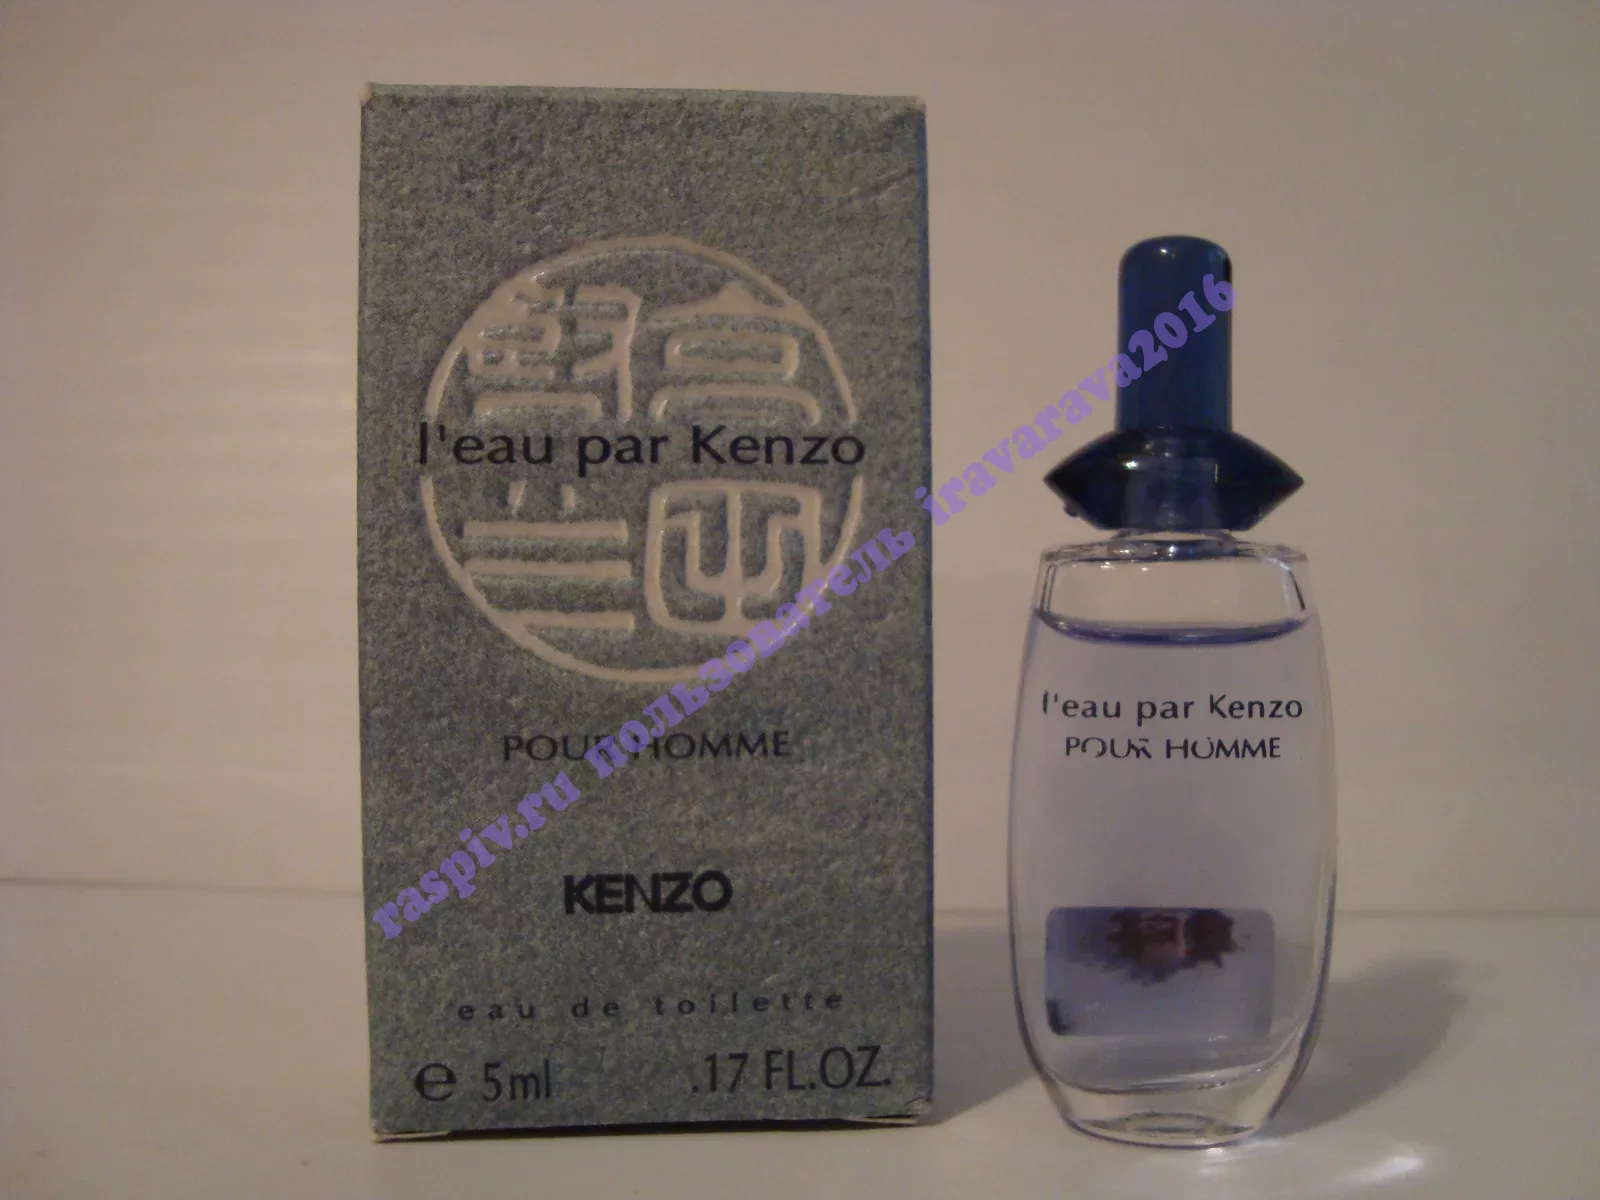 l'eau par Kenzo
POUR HOMME
KENZO
eau de toilette
℮ 5ml .17 FL.OZ.
l'eau par Kenzo
POUR HOMME
raspiv.ru пользователь iravarava2016